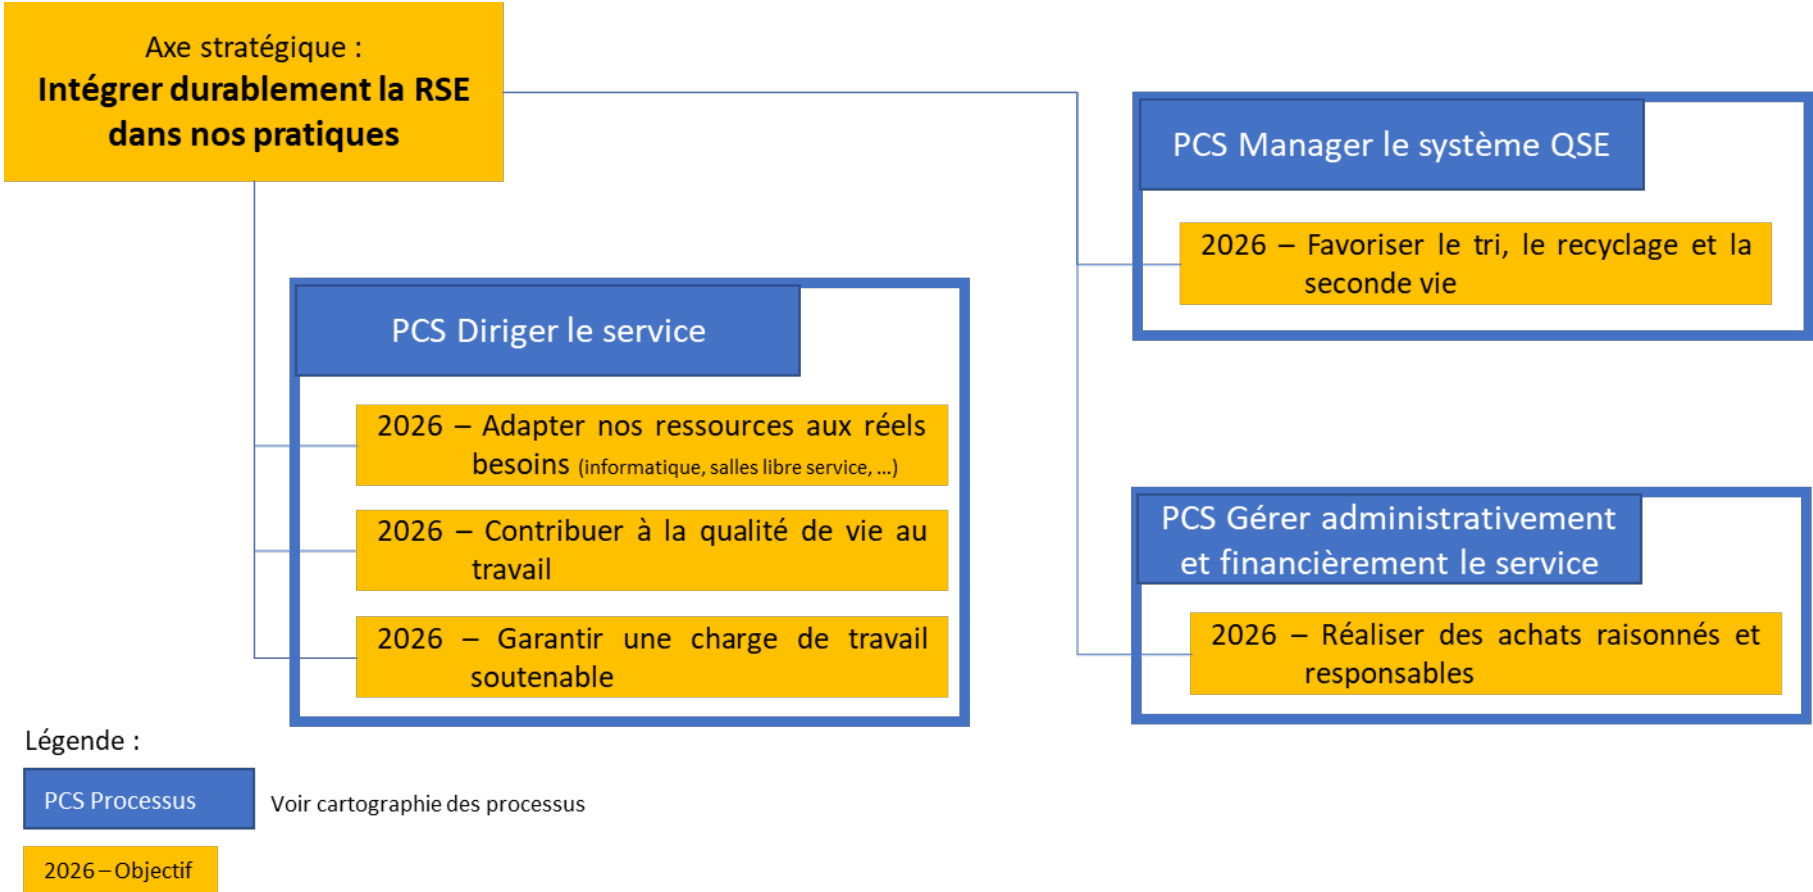 Axe stratégique :
Intégrer durablement la RSE
dans nos pratiques
PCS Manager le système QSE
2026 – Favoriser le tri, le recyclage et la
seconde vie
PCS Diriger le service
2026 – Adapter nos ressources aux réels
besoins (informatique, salles libre service, ...)
2026 – Contribuer à la qualité de vie au
travail
2026 – Garantir une charge de travail
soutenable
PCS Gérer administrativement
et financièrement le service
2026 – Réaliser des achats raisonnés et
responsables
Légende :
PCS Processus
Voir cartographie des processus
2026 – Objectif